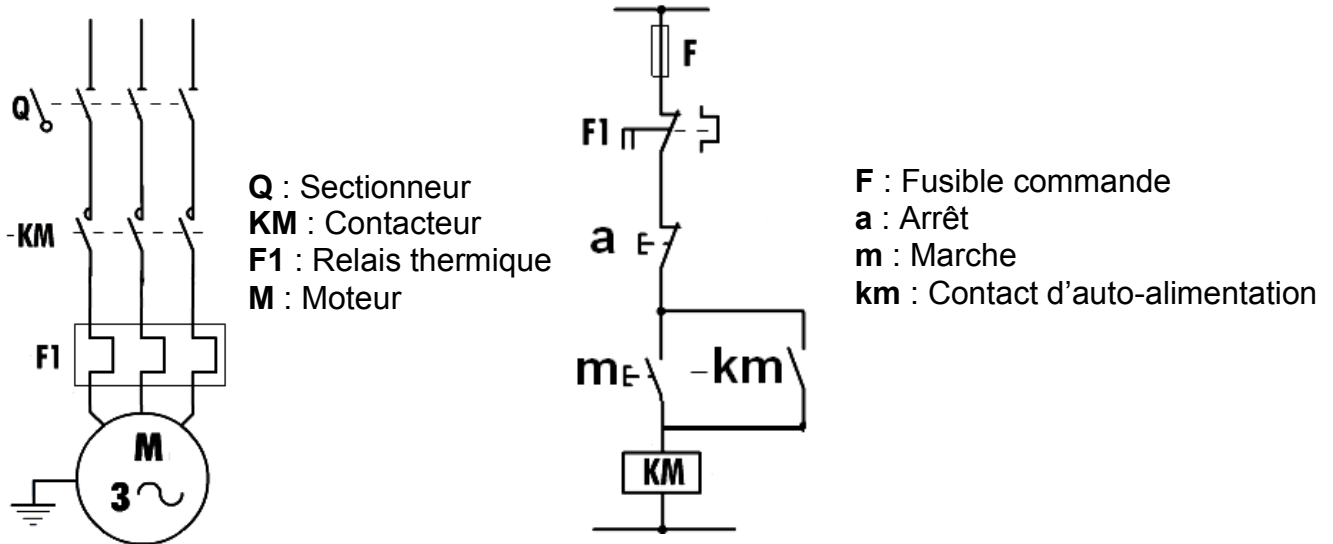 Q
-KM
F1
M
3
Q : Sectionneur
KM : Contacteur
F1 : Relais thermique
M : Moteur
F
F1
a
m
-km
KM
F : Fusible commande
a : Arrêt
m : Marche
km : Contact d’auto-alimentation